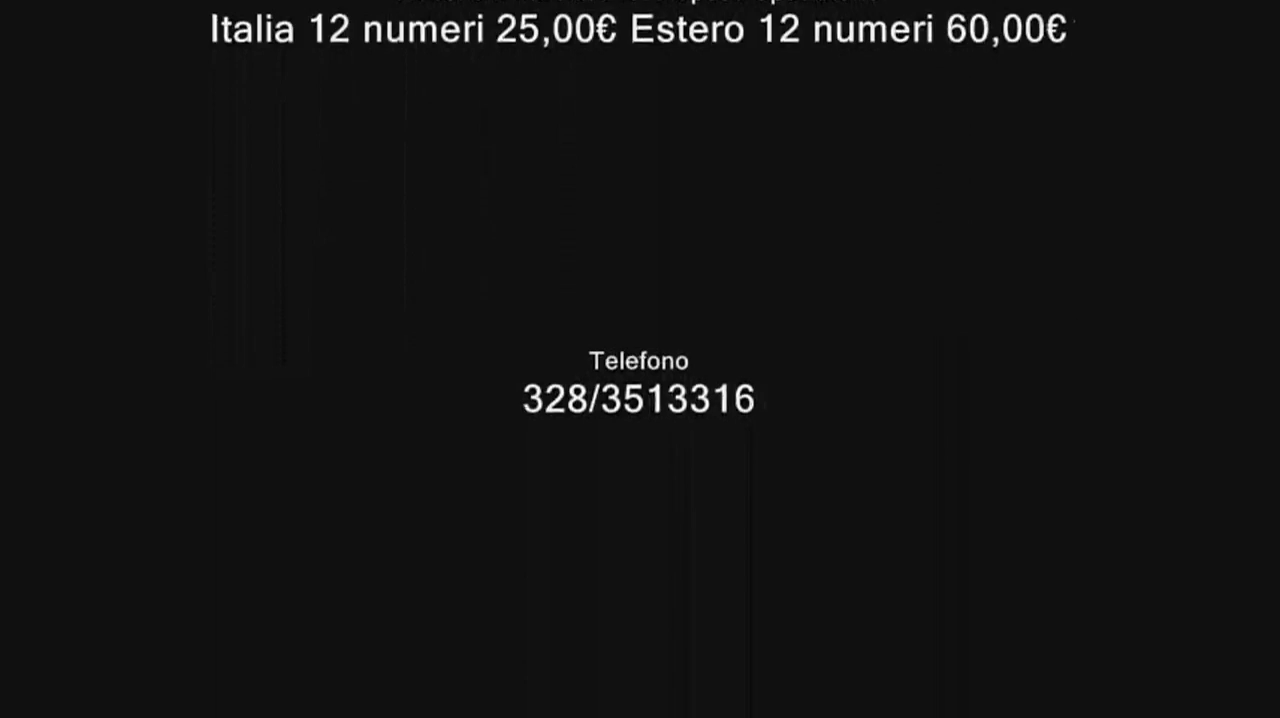 Italia 12 numeri 25,00€ Estero 12 numeri 60,00€
Telefono
328/3513316